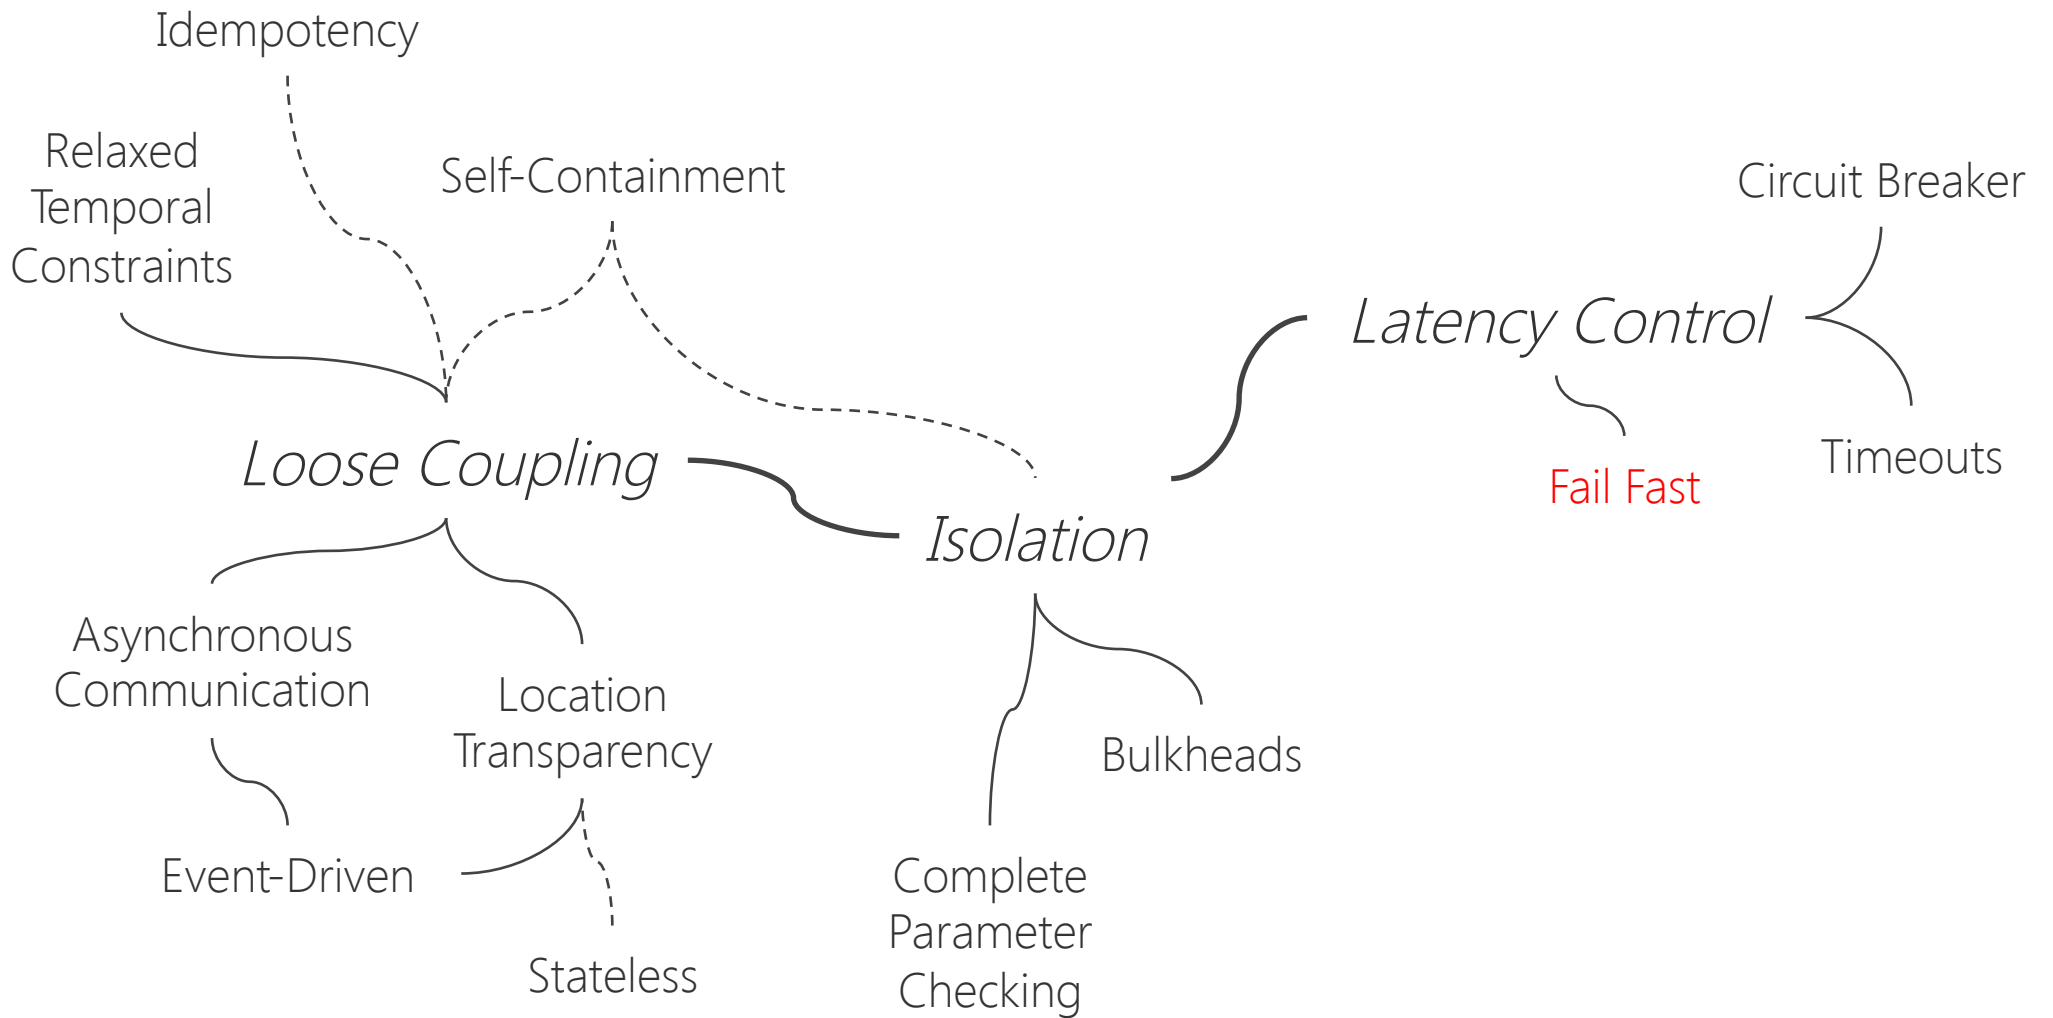 Idempotency
Relaxed
Temporal
Constraints
Self-Containment
Circuit Breaker
Latency Control
Loose Coupling
Timeouts
Fail Fast
Isolation
Asynchronous
Communication
Location
Transparency
Bulkheads
Event-Driven
Complete
Parameter
Checking
Stateless